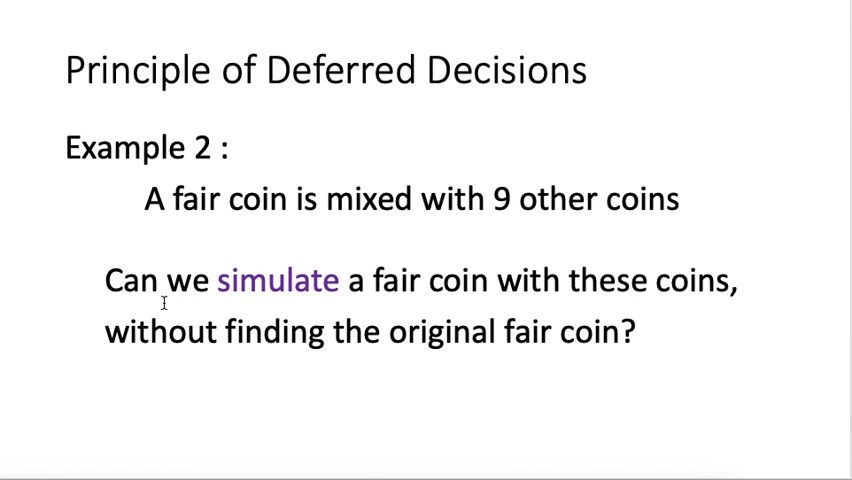 Principle of Deferred Decisions
Example 2 :
A fair coin is mixed with 9 other coins
Can we simulate a fair coin with these coins,
without finding the original fair coin?